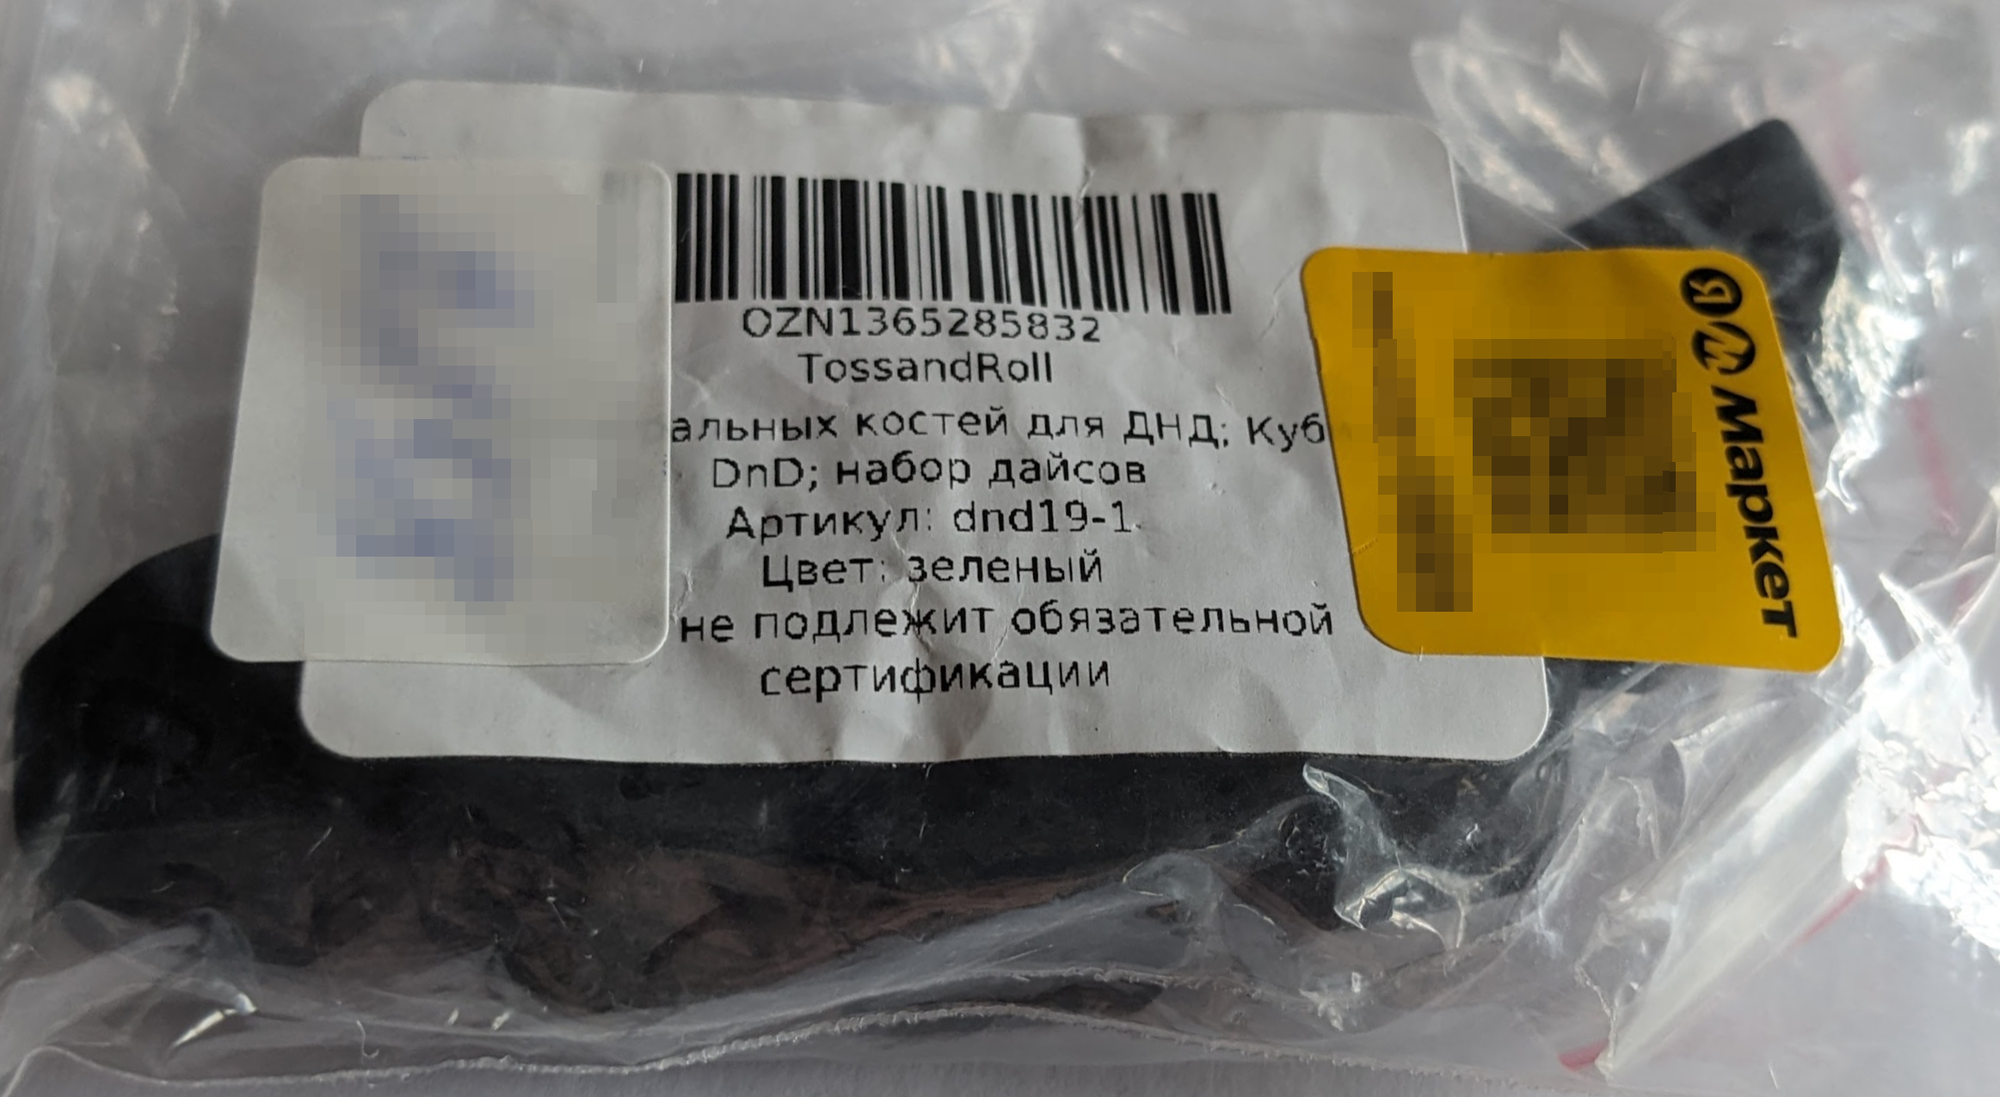 OZN1365285832
TossandRoll
альных костей для ДНД; Куб
DnD; набор дайсов
Артикул: dnd19-1
Цвет: зеленый
не подлежит обязательной
сертификации
ЯМ Маркет